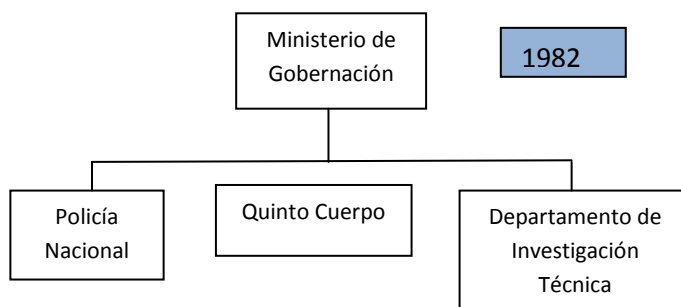 Ministerio de
Gobernación
1982
Policía
Nacional
Quinto Cuerpo
Departamento de
Investigación
Técnica